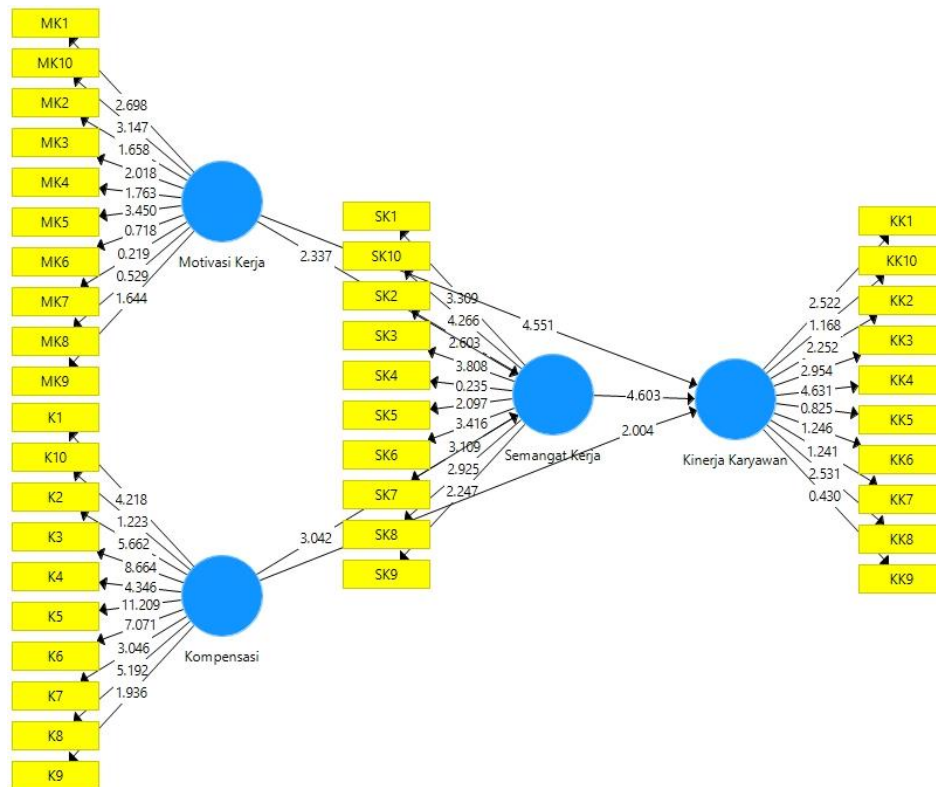 MK1
MK10
MK2
MK3
MK4
MK5
MK6
MK7
MK8
MK9
2.698
3.147
1.658
2.018
1.763
3.450
0.718
0.219
0.529
1.644
Motivasi Kerja
K1
K10
K2
K3
K4
K5
K6
K7
K8
K9
4.218
1.223
5.662
8.664
4.346
11.209
7.071
3.046
5.192
1.936
Kompensasi
2.337
3.042
SK1
SK10
SK2
SK3
SK4
SK5
SK6
SK7
SK8
SK9
3.309
4.266
2.603
3.808
0.235
2.097
3.416
3.109
2.925
2.247
Semangat Kerja
4.551
4.603
2.004
Kinerja Karyawan
2.522
1.168
2.252
2.954
4.631
0.825
1.246
1.241
2.531
0.430
KK1
KK10
KK2
KK3
KK4
KK5
KK6
KK7
KK8
KK9